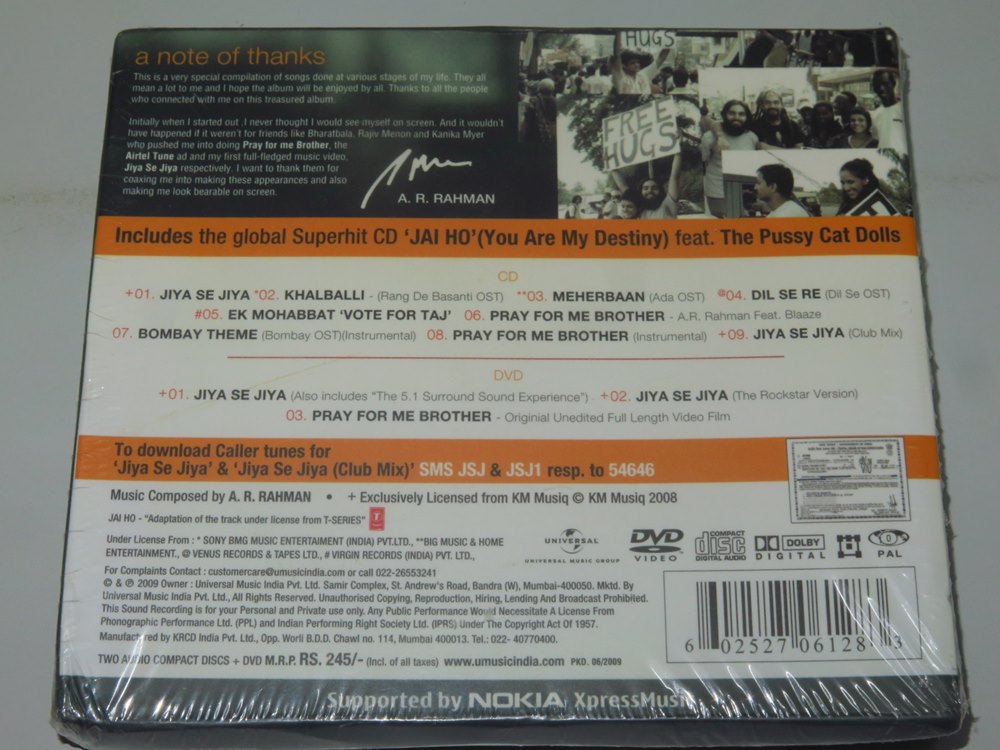 a note of thanks
This is a very special compilation of songs done at various stages of my life. They all
mean a lot to me and I hope the album will be enjoyed by all. Thanks to all the people
who connected with me on this treasured album.
Initially when I started out ,I never thought I would see myself on screen. And it wouldn't
have happened if it weren't for friends like Bharatbala, Rajiv Menon and Kanika Myer
who pushed me into doing Pray for me Brother, the
Airtel Tune ad and my first full-fledged music video,
Jiya Se Jiya respectively. I want to thank them for
coaxing me into making these appearances and also
making me look bearable on screen.
A. R. RAHMAN
HUGS
FREE
HUGS
Includes the global Superhit CD 'JAI HO'(You Are My Destiny) feat. The Pussy Cat Dolls
CD
+01. JIYA SE JIYA *02. KHALBALLI - (Rang De Basanti OST) **03. MEHERBAAN (Ada OST) @04. DIL SE RE (Dil Se OST)
#05. EK MOHABBAT 'VOTE FOR TAJ' 06. PRAY FOR ME BROTHER - A.R. Rahman Feat. Blaaze
07. BOMBAY THEME (Bombay OST)(Instrumental) 08. PRAY FOR ME BROTHER (Instrumental) +09. JIYA SE JIYA (Club Mix)
DVD
+01. JIYA SE JIYA (Also includes "The 5.1 Surround Sound Experience") +02. JIYA SE JIYA (The Rockstar Version)
03. PRAY FOR ME BROTHER - Originial Unedited Full Length Video Film
To download Caller tunes for
'Jiya Se Jiya' & 'Jiya Se Jiya (Club Mix)' SMS JSJ & JSJ1 resp. to 54646
Music Composed by A. R. RAHMAN • + Exclusively Licensed from KM Musiq © KM Musiq 2008
JAI HO - "Adaptation of the track under license from T-SERIES" T
Under License From : * SONY BMG MUSIC ENTERTAIMENT (INDIA) PVT.LTD., **BIG MUSIC & HOME
ENTERTAINMENT., @ VENUS RECORDS & TAPES LTD., # VIRGIN RECORDS (INDIA) PVT. LTD.,
UNIVERSAL
UNIVERSAL MUSIC GROUP
DVD
VIDEO
COMPACT
disc
DIGITAL AUDIO
DOLBY
DIGITAL
0
PAL
For Complaints Contact : customercare@umusicindia.com or call 022-26553241
© & ℗ 2009 Owner : Universal Music India Pvt. Ltd. Samir Complex, St. Andrew's Road, Bandra (W), Mumbai-400050. Mktd. By
Universal Music India Pvt. Ltd., All Rights Reserved. Unauthorised Copying, Reproduction, Hiring, Lending And Broadcast Prohibited.
This Sound Recording is for your Personal and Private use only. Any Public Performance Would Necessitate A License From
Phonographic Performance Ltd. (PPL) and Indian Performing Right Society Ltd. (IPRS) Under The Copyright Act Of 1957.
Manufactured by KRCD India Pvt. Ltd., Opp. Worli B.D.D. Chawl no. 114, Mumbai 400013. Tel.: 022- 40770400.
TWO AUDIO COMPACT DISCS + DVD M.R.P. RS. 245/- (Incl. of all taxes) www.umusicindia.com PKD. 06/2009
6 02527 06128 3
Supported by NOKIA XpressMusic